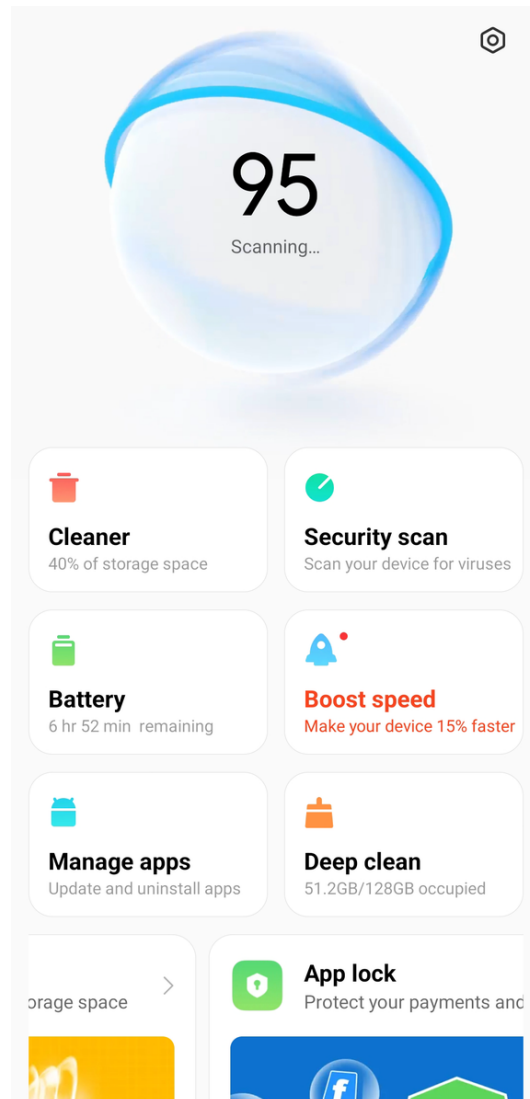 95
Scanning...
Cleaner
40% of storage space
Security scan
Scan your device for viruses
Battery
6 hr 52 min  remaining
Boost speed
Make your device 15% faster
Manage apps
Update and uninstall apps
Deep clean
51.2GB/128GB occupied
orage space
App lock
Protect your payments and
f